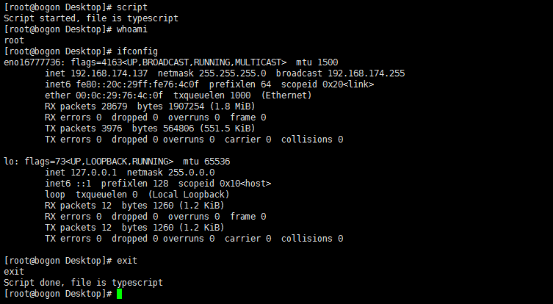 [root@bogon Desktop]# script
Script started, file is typescript
[root@bogon Desktop]# whoami
root
[root@bogon Desktop]# ifconfig
eno16777736: flags=4163<UP,BROADCAST,RUNNING,MULTICAST>  mtu 1500
        inet 192.168.174.137  netmask 255.255.255.0  broadcast 192.168.174.255
        inet6 fe80::20c:29ff:fe76:4c0f  prefixlen 64  scopeid 0x20<link>
        ether 00:0c:29:76:4c:0f  txqueuelen 1000  (Ethernet)
        RX packets 28679  bytes 1907254 (1.8 MiB)
        RX errors 0  dropped 0  overruns 0  frame 0
        TX packets 3976  bytes 564806 (551.5 KiB)
        TX errors 0  dropped 0 overruns 0  carrier 0  collisions 0

lo: flags=73<UP,LOOPBACK,RUNNING>  mtu 65536
        inet 127.0.0.1  netmask 255.0.0.0
        inet6 ::1  prefixlen 128  scopeid 0x10<host>
        loop  txqueuelen 0  (Local Loopback)
        RX packets 12  bytes 1260 (1.2 KiB)
        RX errors 0  dropped 0  overruns 0  frame 0
        TX packets 12  bytes 1260 (1.2 KiB)
        TX errors 0  dropped 0 overruns 0  carrier 0  collisions 0

[root@bogon Desktop]# exit
exit
Script done, file is typescript
[root@bogon Desktop]#